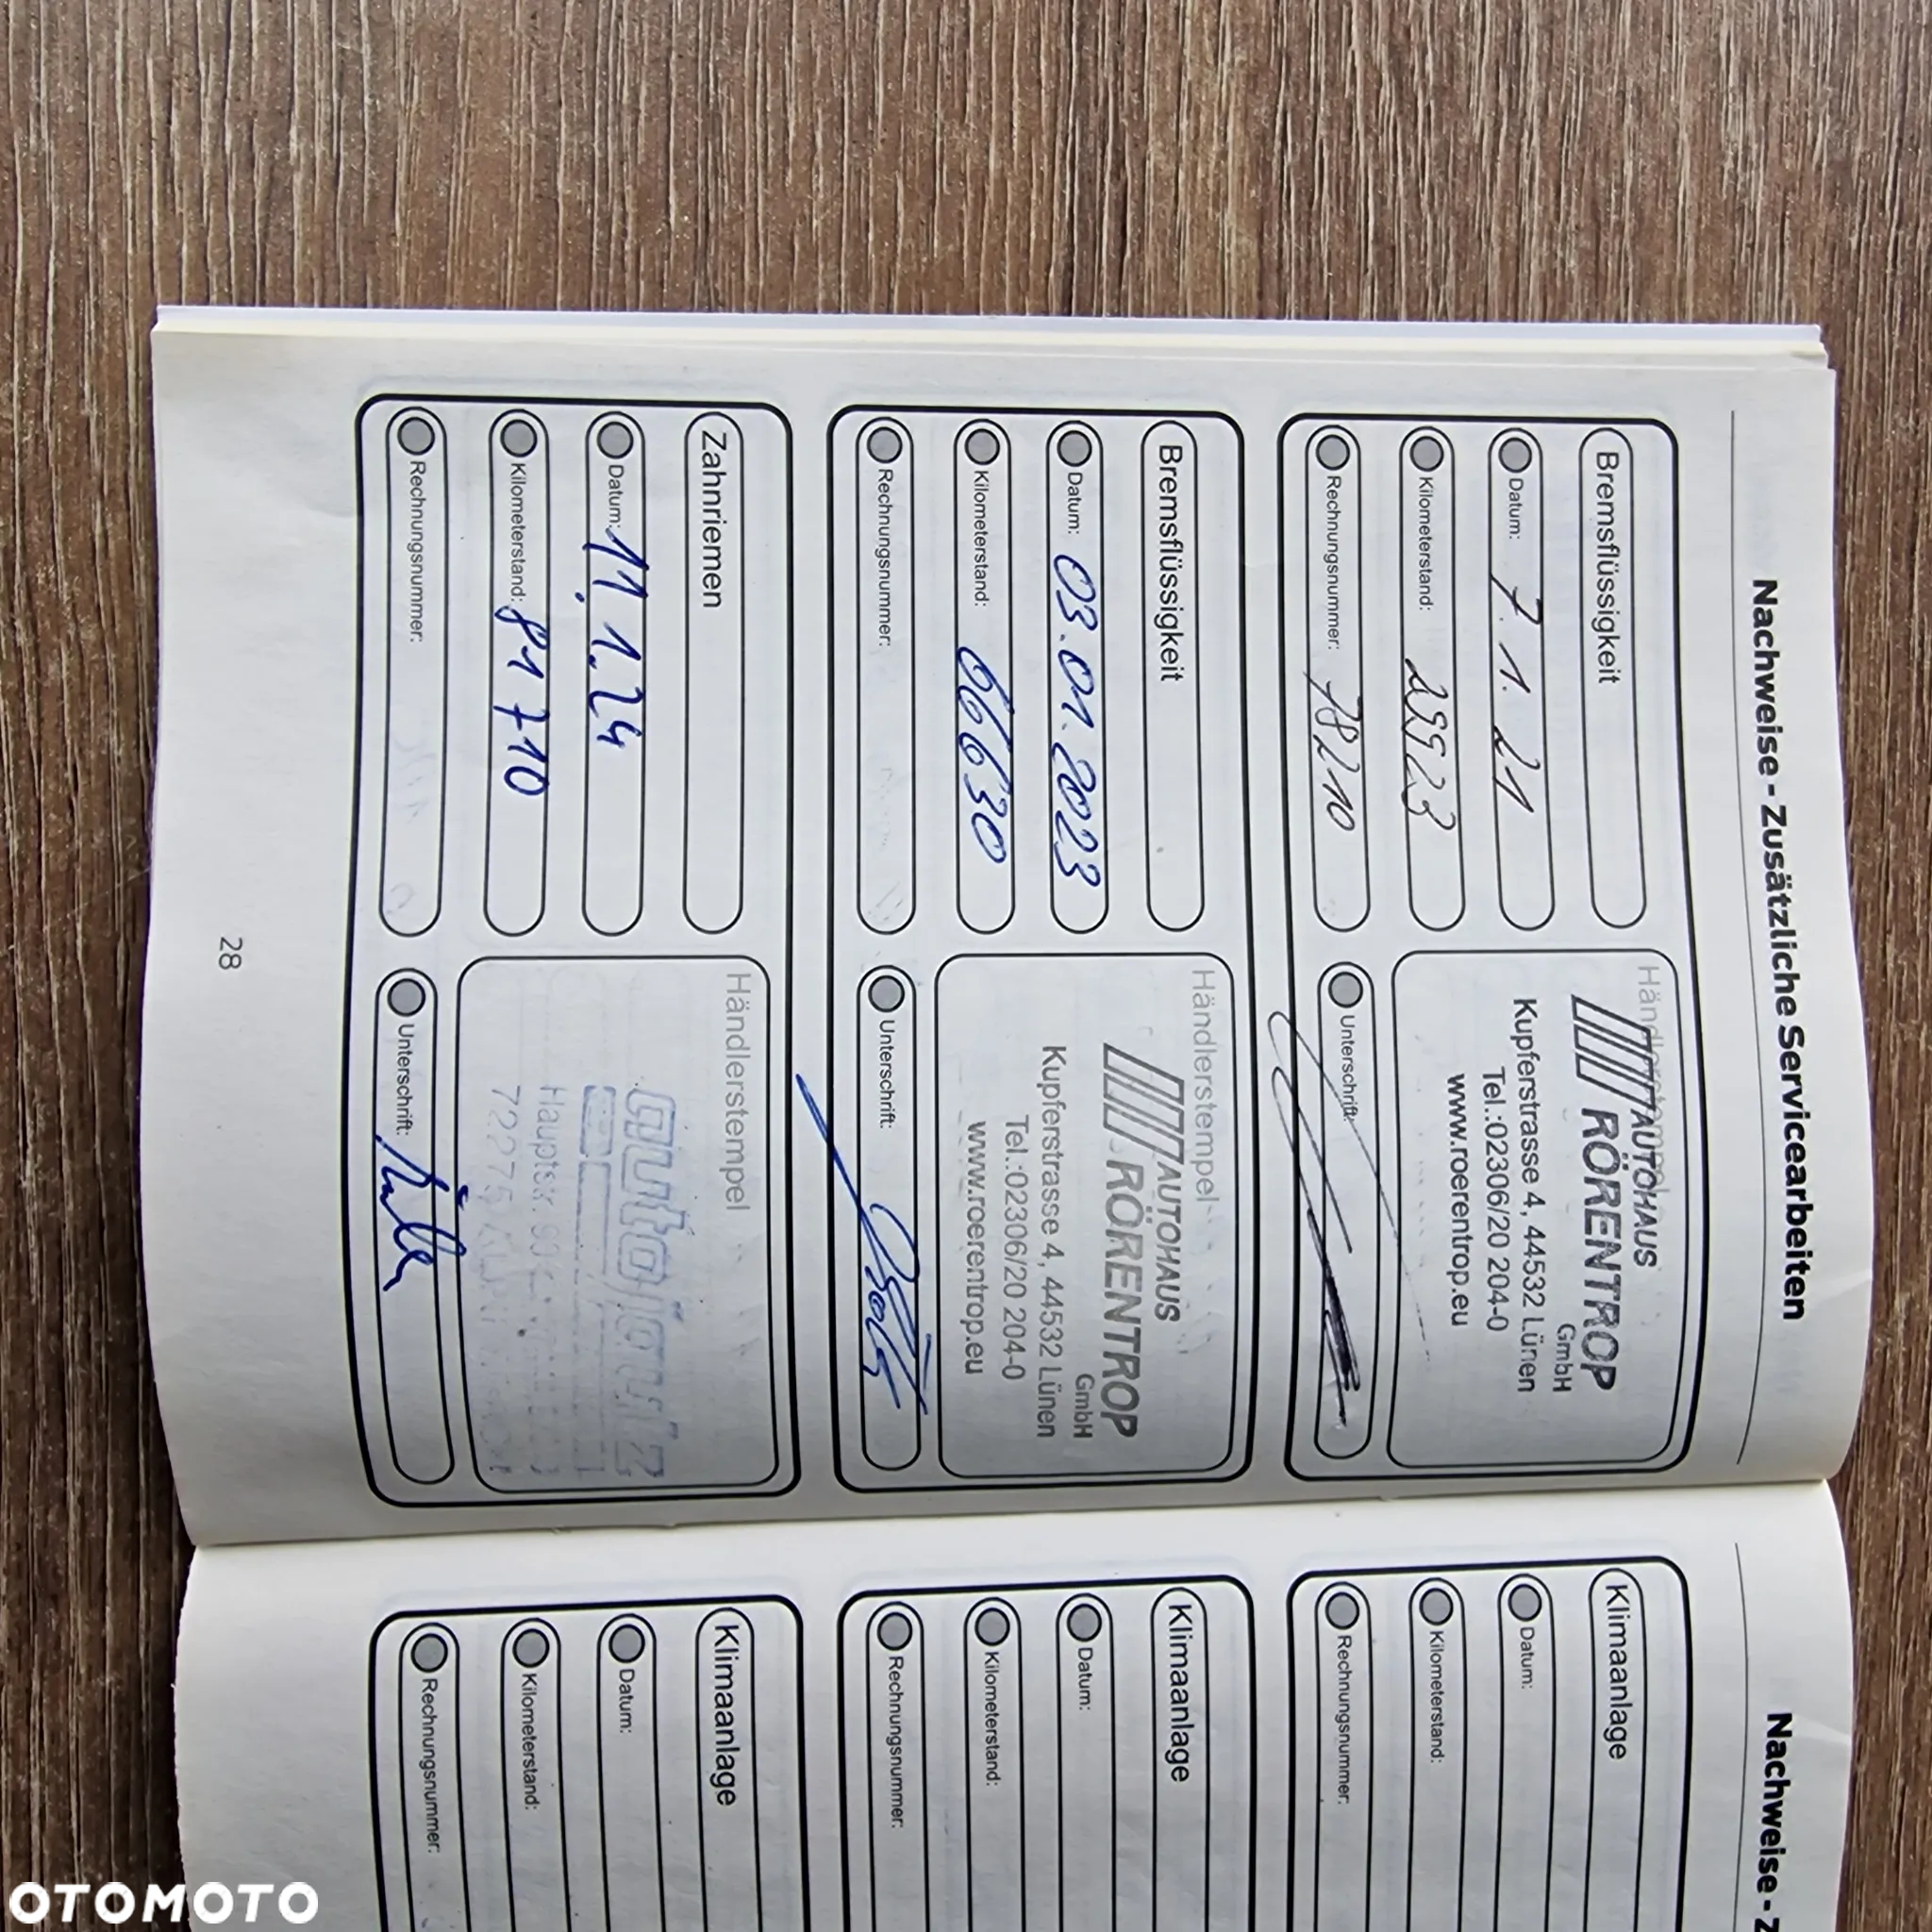 Nachweise - Zusätzliche Servicearbeiten
Bremsflüssigkeit
Datum: 7.1.21
Kilometerstand: 29923
Rechnungsnummer: 78210
Händlerstempel
AUTOHAUS
RÖRENTROP
GmbH
Kupferstrasse 4, 44532 Lünen
Tel.:02306/20 204-0
www.roerentrop.eu
Unterschrift:
Bremsflüssigkeit
Datum: 03.01.2023
Kilometerstand: 66630
Rechnungsnummer:
Händlerstempel
AUTOHAUS
RÖRENTROP
GmbH
Kupferstrasse 4, 44532 Lünen
Tel.:02306/20 204-0
www.roerentrop.eu
Unterschrift:
Zahnriemen
Datum: 11.1.24
Kilometerstand: 81710
Rechnungsnummer:
Händlerstempel
Unterschrift:
28
Nachweise - Z
Klimaanlage
Datum:
Kilometerstand:
Rechnungsnummer:
Klimaanlage
Datum:
Kilometerstand:
Rechnungsnummer:
Klimaanlage
Datum:
Kilometerstand:
Rechnungsnummer:
OTOMOTO